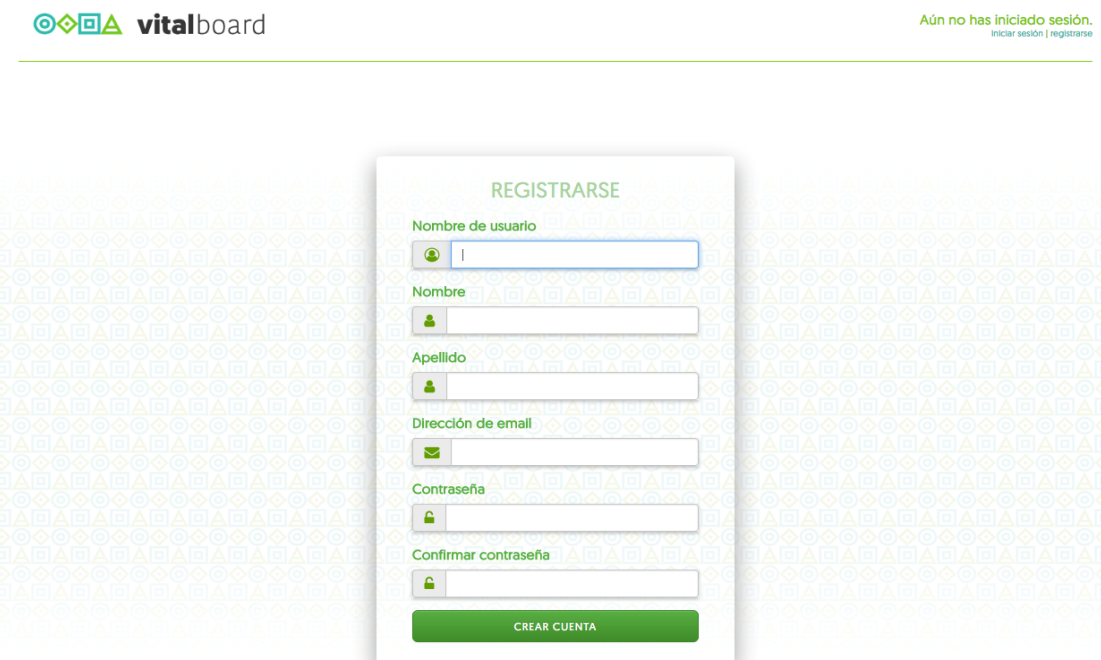 vitalboard
Aún no has iniciado sesión.
Iniciar sesión | registrarse
REGISTRARSE
Nombre de usuario
Nombre
Apellido
Dirección de email
Contraseña
Confirmar contraseña
CREAR CUENTA